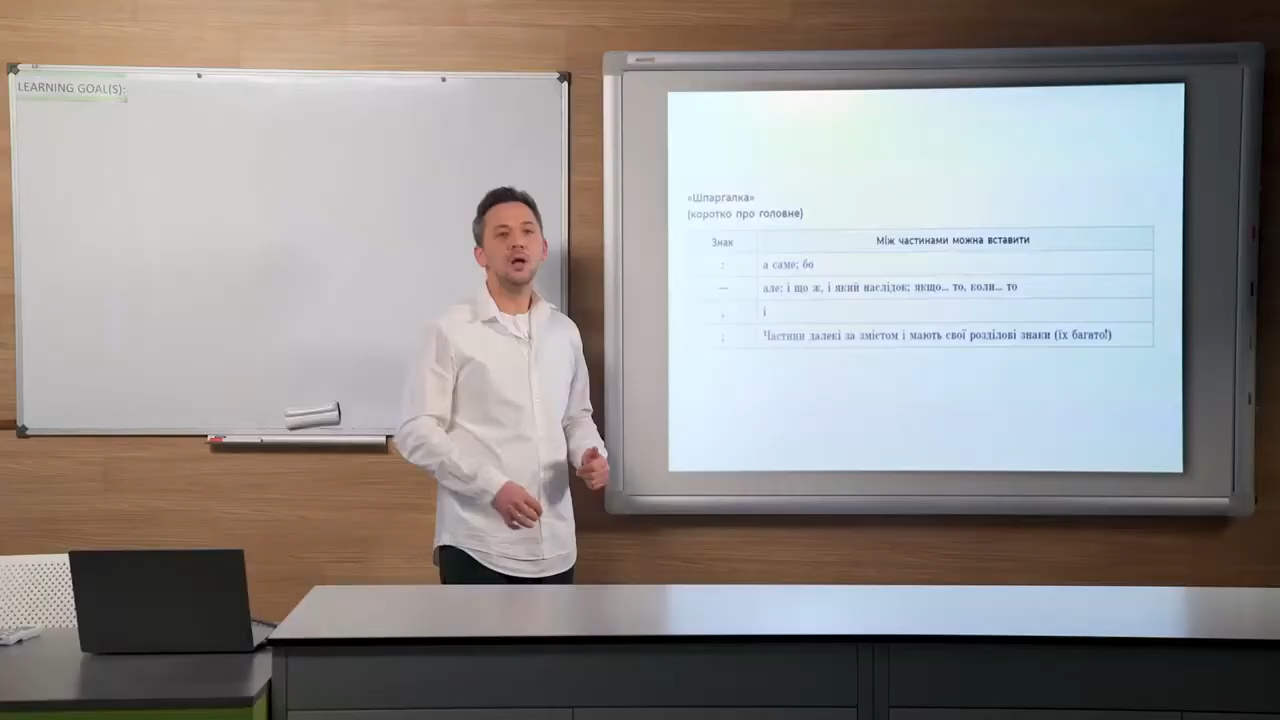 LEARNING GOAL(S):
«Шпаргалка»
(коротко про головне)
Знак Між частинами можна вставити
: а саме; бо
— але; і що ж, і який наслідок; якщо... то, коли... то
, і
; Частини далекі за змістом і мають свої розділові знаки (їх багато!)